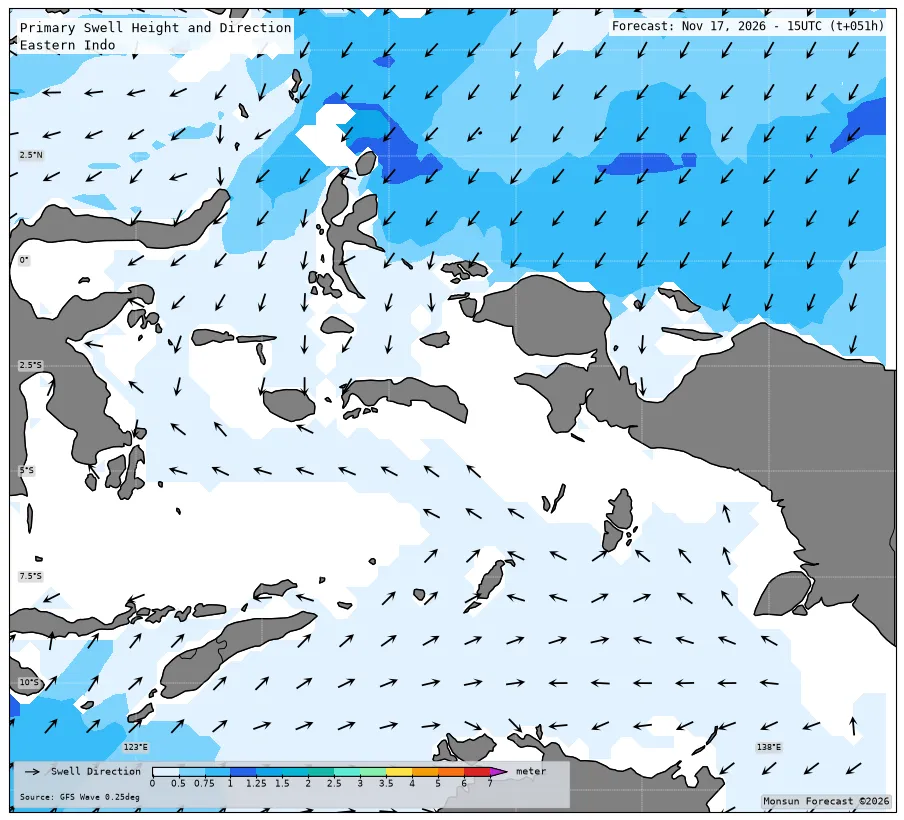 Primary Swell Height and Direction
Eastern Indo
Forecast: Nov 17, 2026 - 15UTC (t+051h)
2.5°N
0°
2.5°S
5°S
7.5°S
10°S
123°E
138°E
Swell Direction
meter
0 0.5 0.75 1 1.25 1.5 2 2.5 3 3.5 4 5 6 7
Source: GFS Wave 0.25deg
Monsun Forecast ©2026